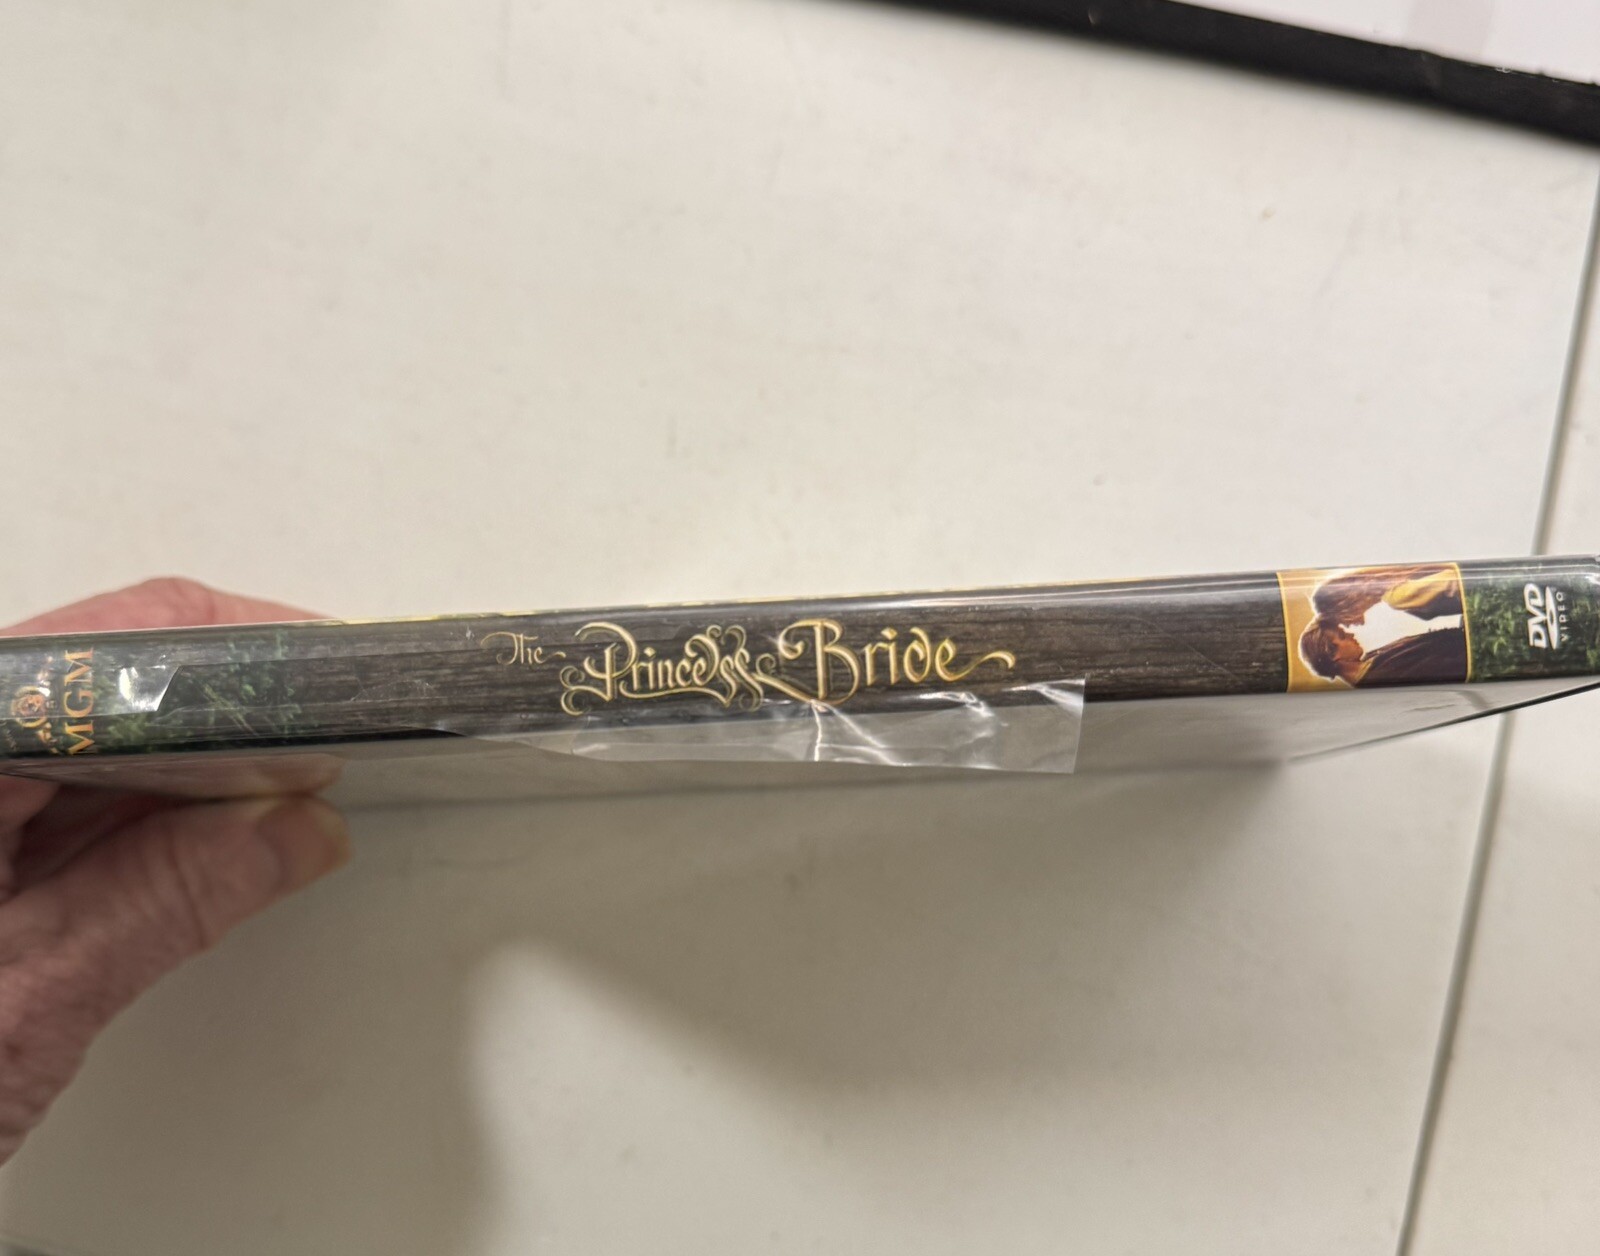 MGM
The Princess Bride
DVD
VIDEO